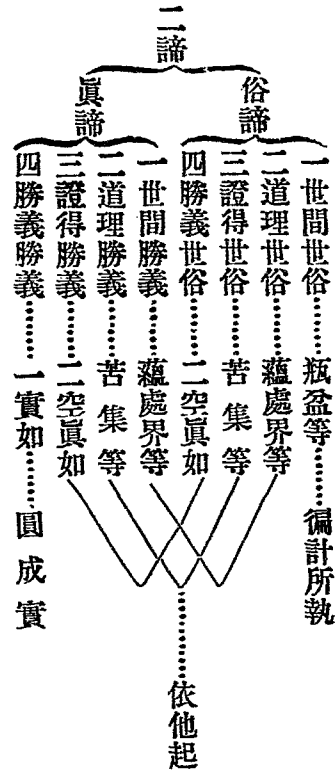 二諦
俗諦
一世間世俗………瓶盆等………徧計所執
二道理世俗………蘊處界等
三證得世俗………苦集等
四勝義世俗………二空眞如
眞諦
一世間勝義………蘊處界等
二道理勝義………苦集等
三證得勝義………二空眞如
四勝義勝義………一實如………圓成實
依他起